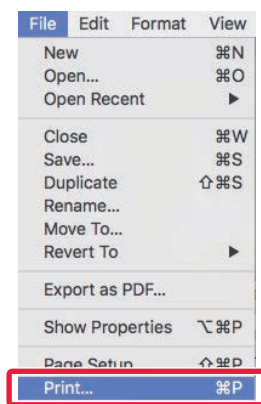 File Edit Format View
New ⌘N
Open... ⌘O
Open Recent ▶
Close ⌘W
Save... ⌘S
Duplicate ⇧⌘S
Rename...
Move To...
Revert To ▶
Export as PDF...
Show Properties ⌥⌘P
Page Setup ⇧⌘P
Print... ⌘P